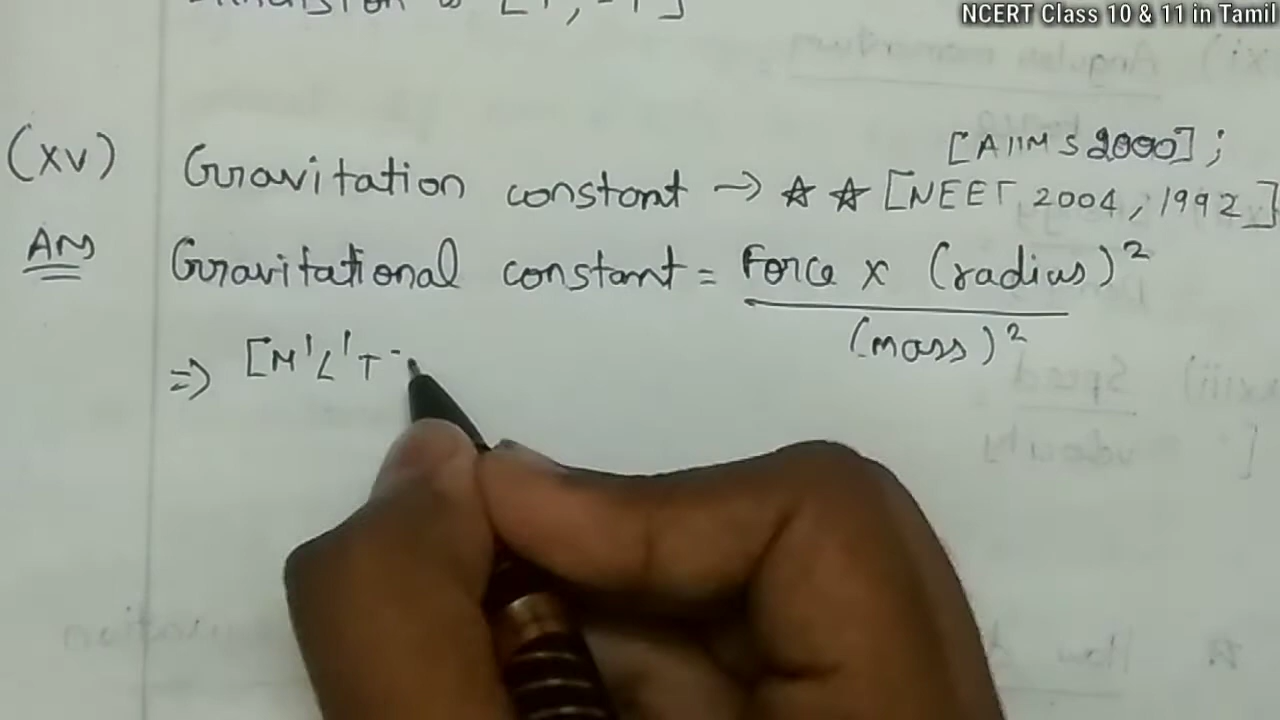 NCERT Class 10 & 11 in Tamil
(xv) Gravitation constant → ☆ ☆ [NEET 2004, 1992]
[AIIMS 2000];
Ans Gravitational constant = Force x (radius)²
(mass)²
⇒ [M¹L¹T⁻